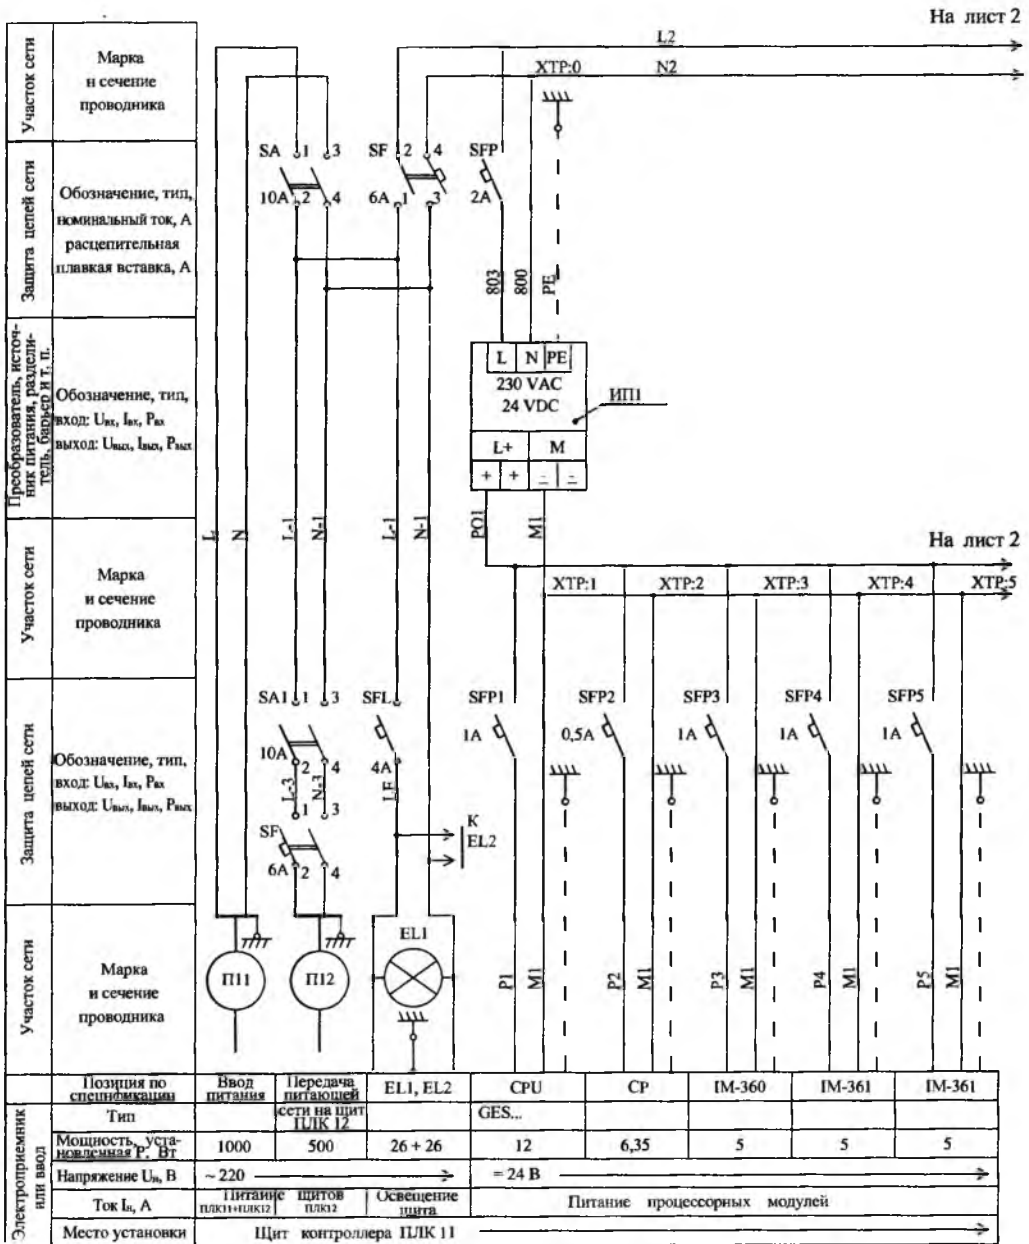 На лист 2
L2
XTP:0 N2
Участок сети
Марка
и сечение
проводника
Защита цепей сети
Обозначение, тип,
номинальный ток, А
расцепительная
плавкая вставка, А
SA 1 3
10A 2 4
SF 2 4
6A 1 3
SFP
2A
803
800
PE
Преобразователь, источ-
ник питания, раздели-
тель, барьер и т. п.
Обозначение, тип,
вход: Uвх, Iвх, Pвх
выход: Uвых, Iвых, Pвых
L N PE
230 VAC
24 VDC
ИП1
L+ M
+ + - -
Участок сети
Марка
и сечение
проводника
L
N
L-1
N-1
L-1
N-1
PO1
M1
На лист 2
XTP:1 XTP:2 XTP:3 XTP:4 XTP:5
Защита цепей сети
Обозначение, тип,
вход: Uвх, Iвх, Pвх
выход: Uвых, Iвых, Pвых
SA1 1 3
10A 2 4
L-3
N-3
1 3
SF
6A 2 4
SFL
4A
LE
К
EL2
SFP1
1A
SFP2
0,5A
SFP3
1A
SFP4
1A
SFP5
1A
Участок сети
Марка
и сечение
проводника
П11
П12
EL1
P1
M1
P2
M1
P3
M1
P4
M1
P5
M1
Электроприемник
или ввод
Позиция по
спецификации
Ввод
питания
Передача
питающей
сети на щит
ПЛК 12
EL1, EL2 CPU CP IM-360 IM-361 IM-361
Тип GES...
Мощность, уста-
новленная P, Вт
1000 500 26 + 26 12 6,35 5 5 5
Напряжение Uн, В ~ 220 = 24 В
Ток Iн, А
Питание щитов
ПЛК11+ПЛК12 ПЛК12
Освещение
щита
Питание процессорных модулей
Место установки Щит контроллера ПЛК 11